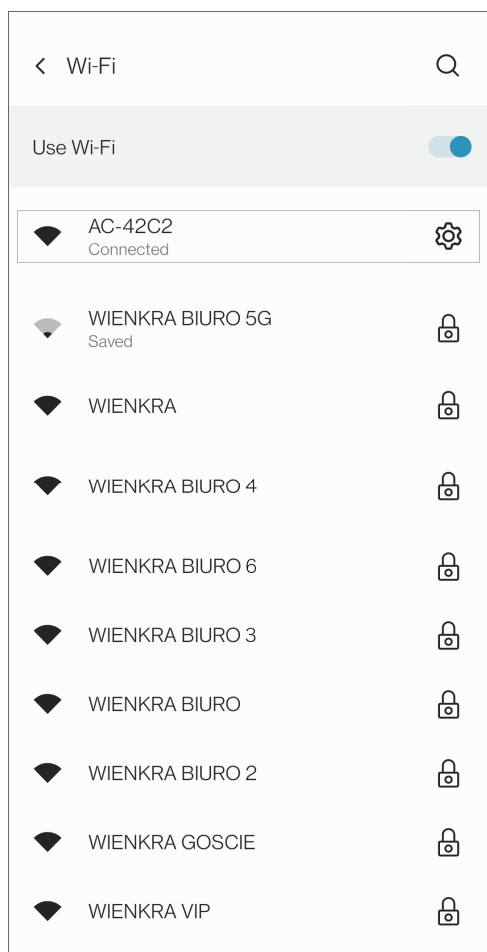 Wi-Fi
Use Wi-Fi
AC-42C2
Connected
WIENKRA BIURO 5G
Saved
WIENKRA
WIENKRA BIURO 4
WIENKRA BIURO 6
WIENKRA BIURO 3
WIENKRA BIURO
WIENKRA BIURO 2
WIENKRA GOSCIE
WIENKRA VIP